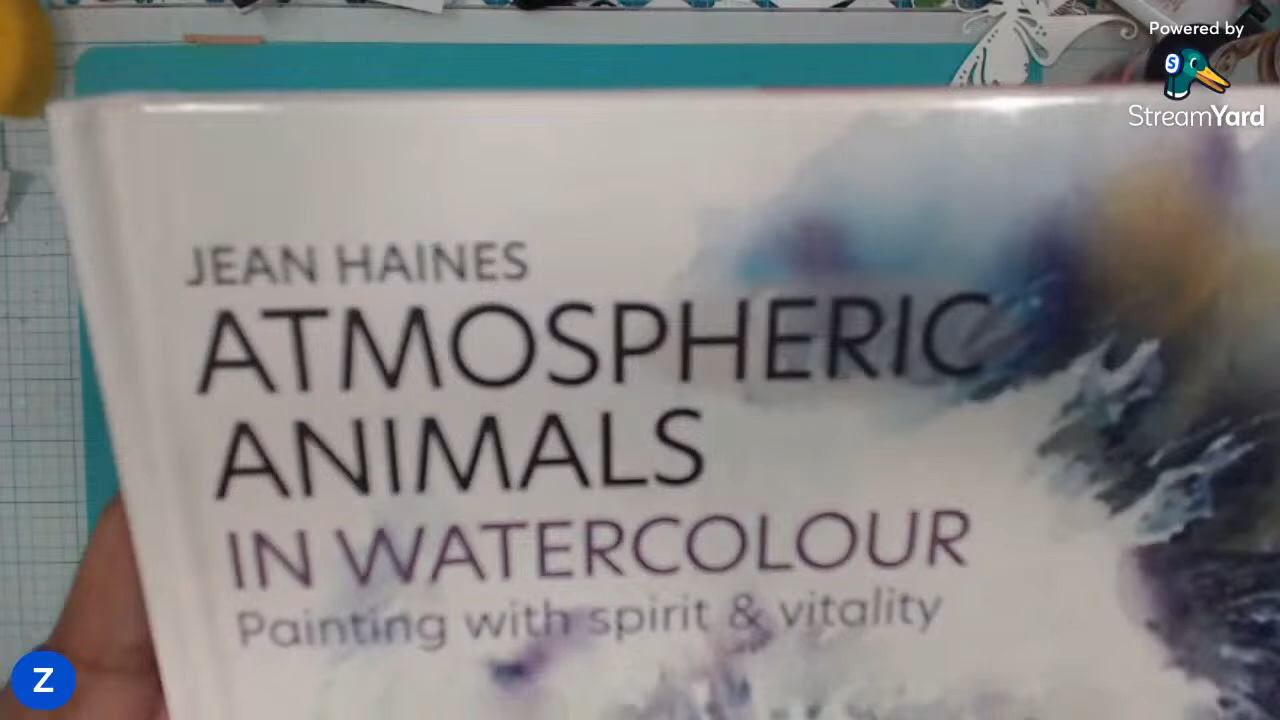 Powered by
S
StreamYard
JEAN HAINES
ATMOSPHERIC
ANIMALS
IN WATERCOLOUR
Painting with spirit & vitality
Z